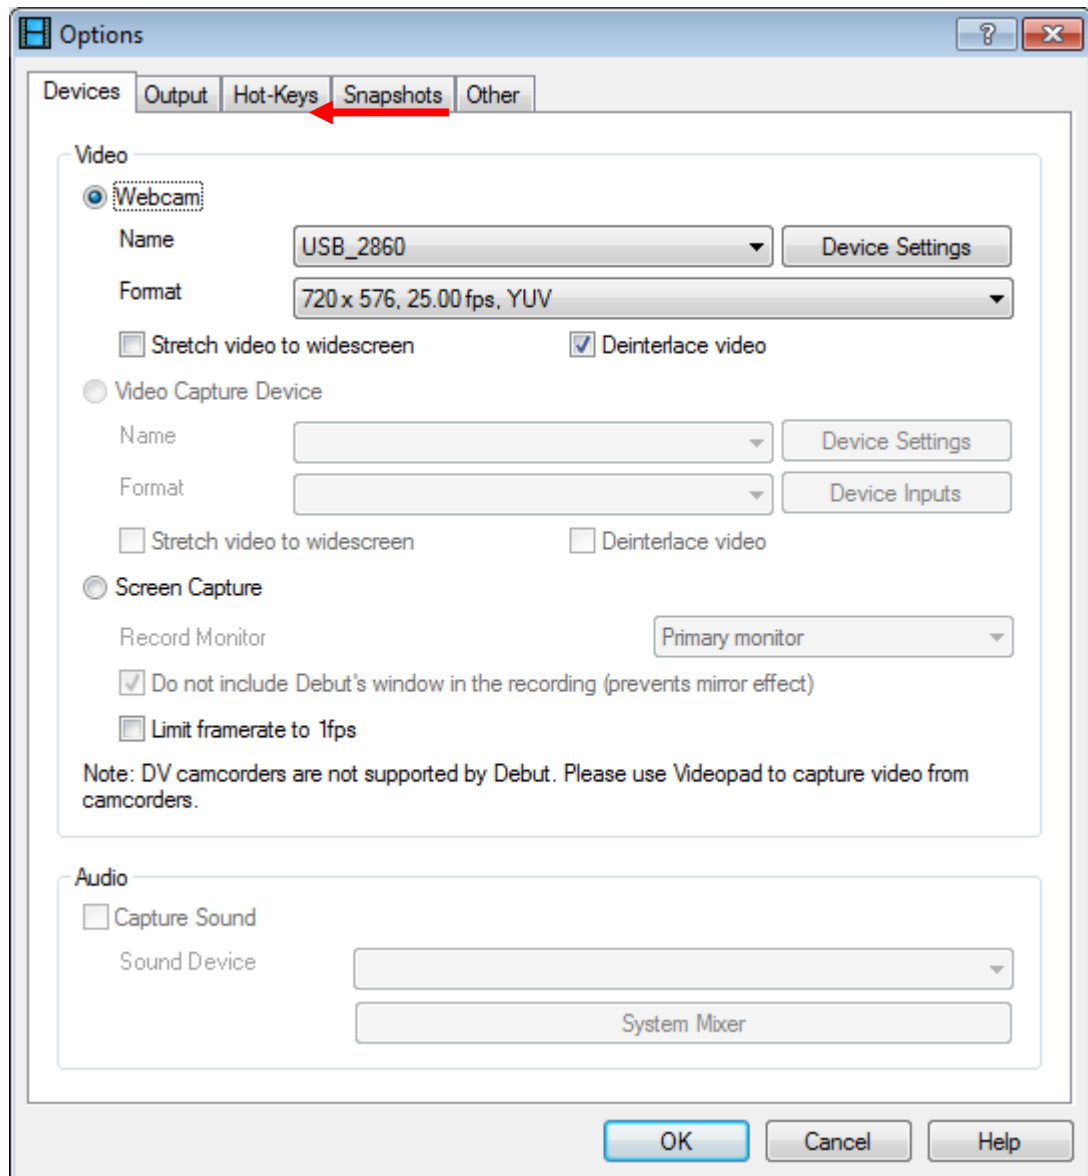 Options
Devices Output Hot-Keys Snapshots Other
Video
Webcam
Name USB_2860 Device Settings
Format 720 x 576, 25.00 fps, YUV
Stretch video to widescreen Deinterlace video
Video Capture Device
Name Device Settings
Format Device Inputs
Stretch video to widescreen Deinterlace video
Screen Capture
Record Monitor Primary monitor
Do not include Debut's window in the recording (prevents mirror effect)
Limit framerate to 1fps
Note: DV camcorders are not supported by Debut. Please use Videopad to capture video from
camcorders.
Audio
Capture Sound
Sound Device
System Mixer
OK Cancel Help